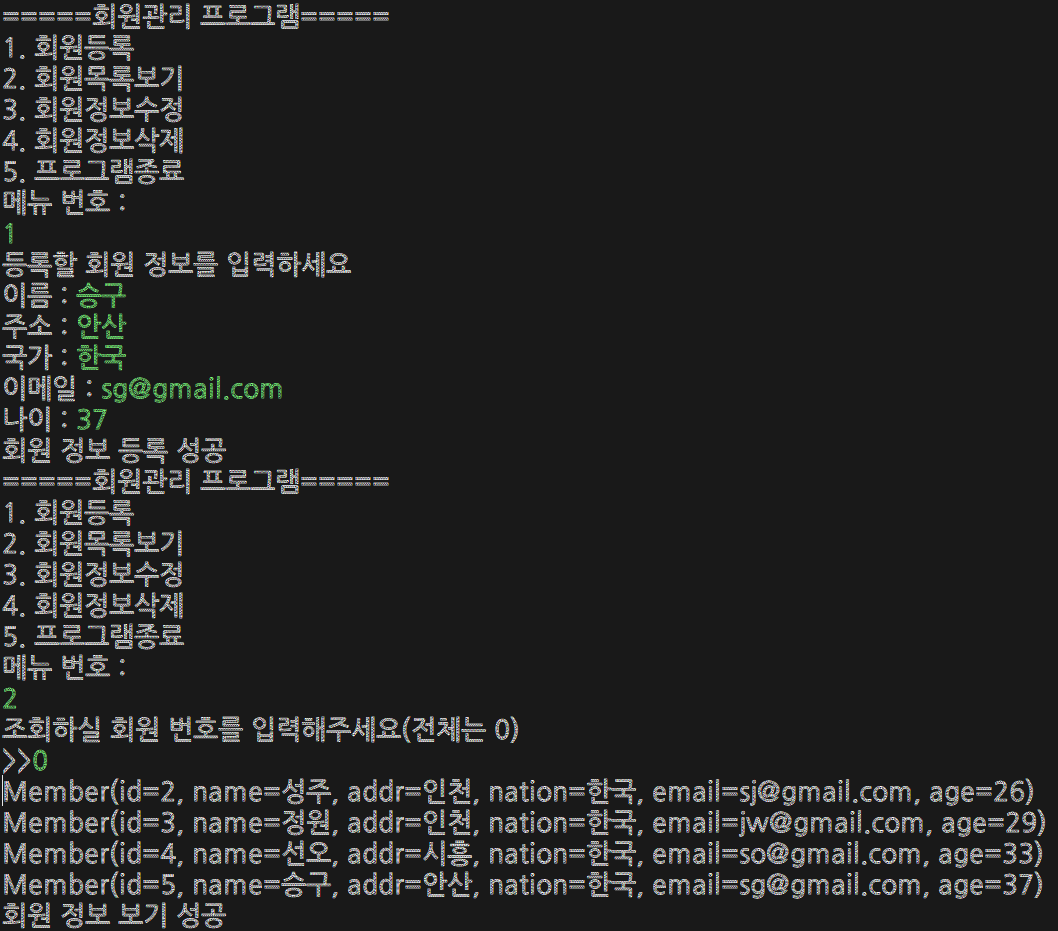 =====회원관리 프로그램=====
1. 회원등록
2. 회원목록보기
3. 회원정보수정
4. 회원정보삭제
5. 프로그램종료
메뉴 번호 :
1
등록할 회원 정보를 입력하세요
이름 : 승구
주소 : 안산
국가 : 한국
이메일 : sg@gmail.com
나이 : 37
회원 정보 등록 성공
=====회원관리 프로그램=====
1. 회원등록
2. 회원목록보기
3. 회원정보수정
4. 회원정보삭제
5. 프로그램종료
메뉴 번호 :
2
조회하실 회원 번호를 입력해주세요(전체는 0)
>>0
Member(id=2, name=성주, addr=인천, nation=한국, email=sj@gmail.com, age=26)
Member(id=3, name=정원, addr=인천, nation=한국, email=jw@gmail.com, age=29)
Member(id=4, name=선오, addr=시흥, nation=한국, email=so@gmail.com, age=33)
Member(id=5, name=승구, addr=안산, nation=한국, email=sg@gmail.com, age=37)
회원 정보 보기 성공